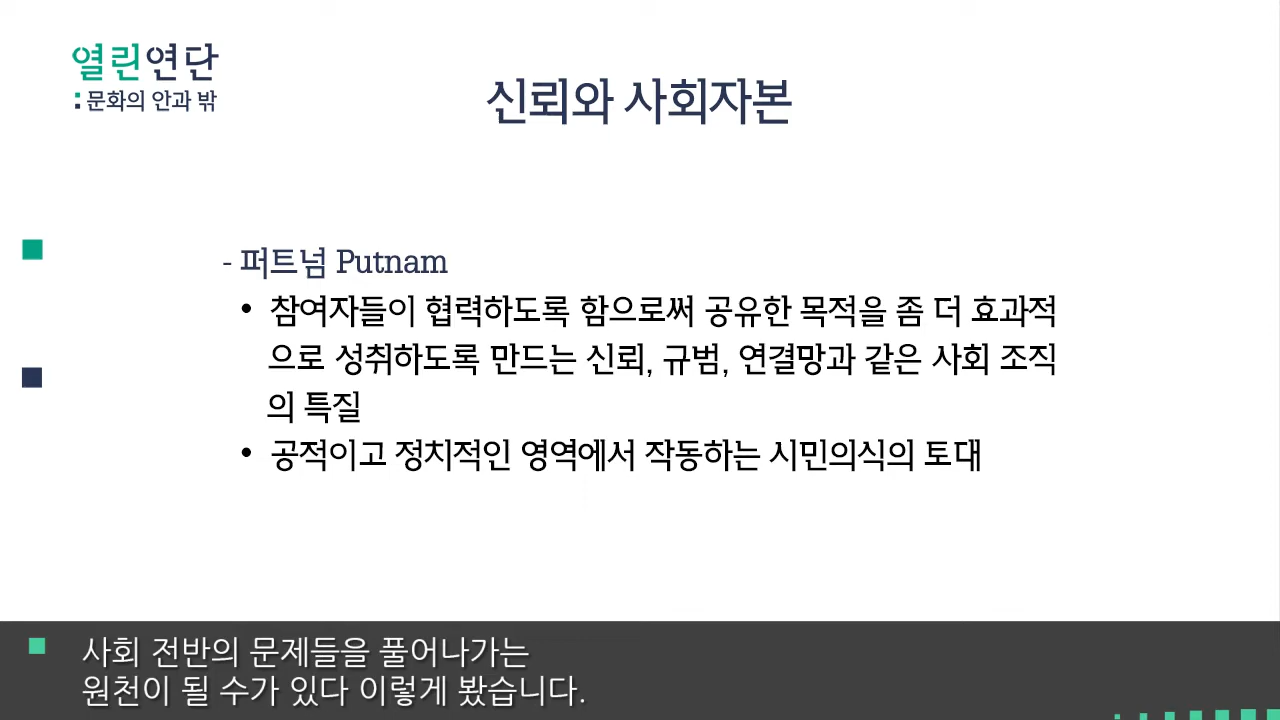 열린연단
: 문화의 안과 밖
신뢰와 사회자본
- 퍼트넘 Putnam
• 참여자들이 협력하도록 함으로써 공유한 목적을 좀 더 효과적
으로 성취하도록 만드는 신뢰, 규범, 연결망과 같은 사회 조직
의 특질
• 공적이고 정치적인 영역에서 작동하는 시민의식의 토대
사회 전반의 문제들을 풀어나가는
원천이 될 수가 있다 이렇게 봤습니다.